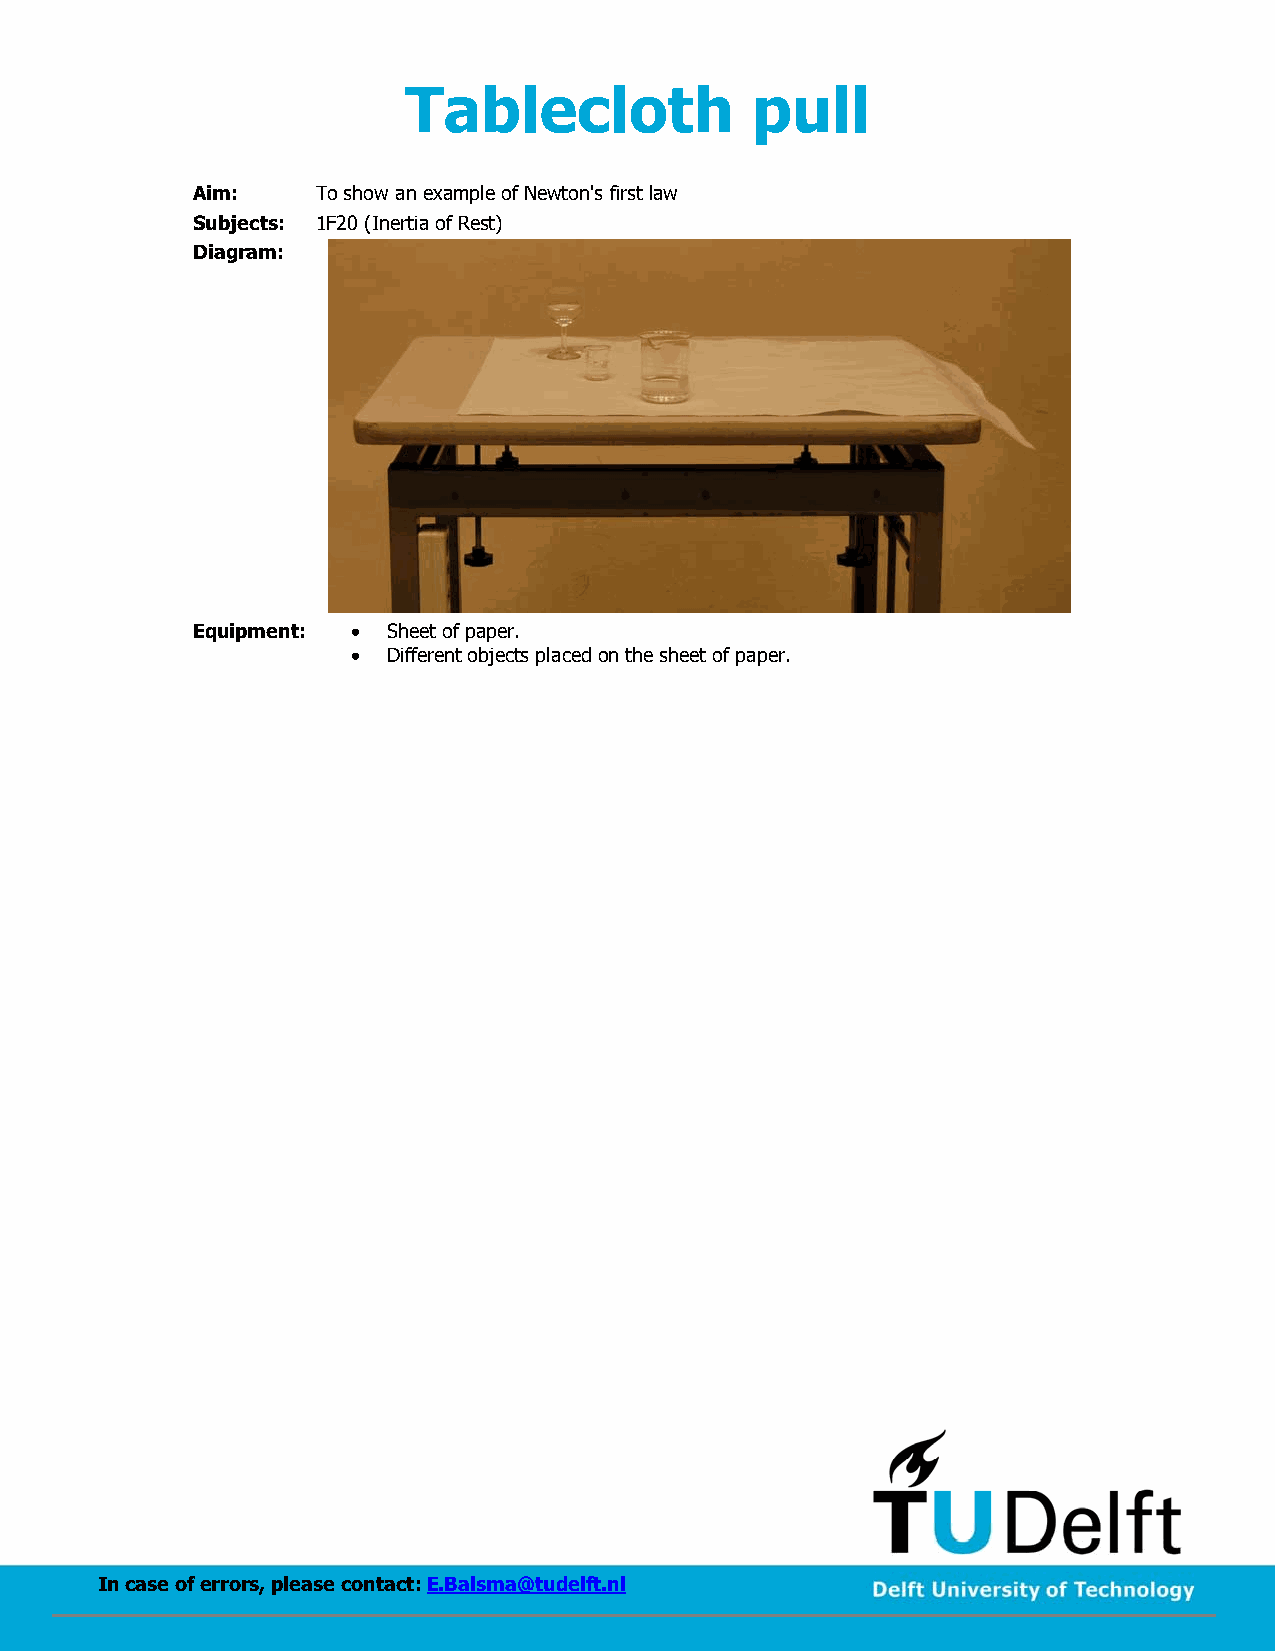 Tablecloth pull
Aim: To show an example of Newton's first law
Subjects: 1F20 (Inertia of Rest)
Diagram:
Equipment: • Sheet of paper.
• Different objects placed on the sheet of paper.
TUDelft
In case of errors, please contact: E.Balsma@tudelft.nl
Delft University of Technology